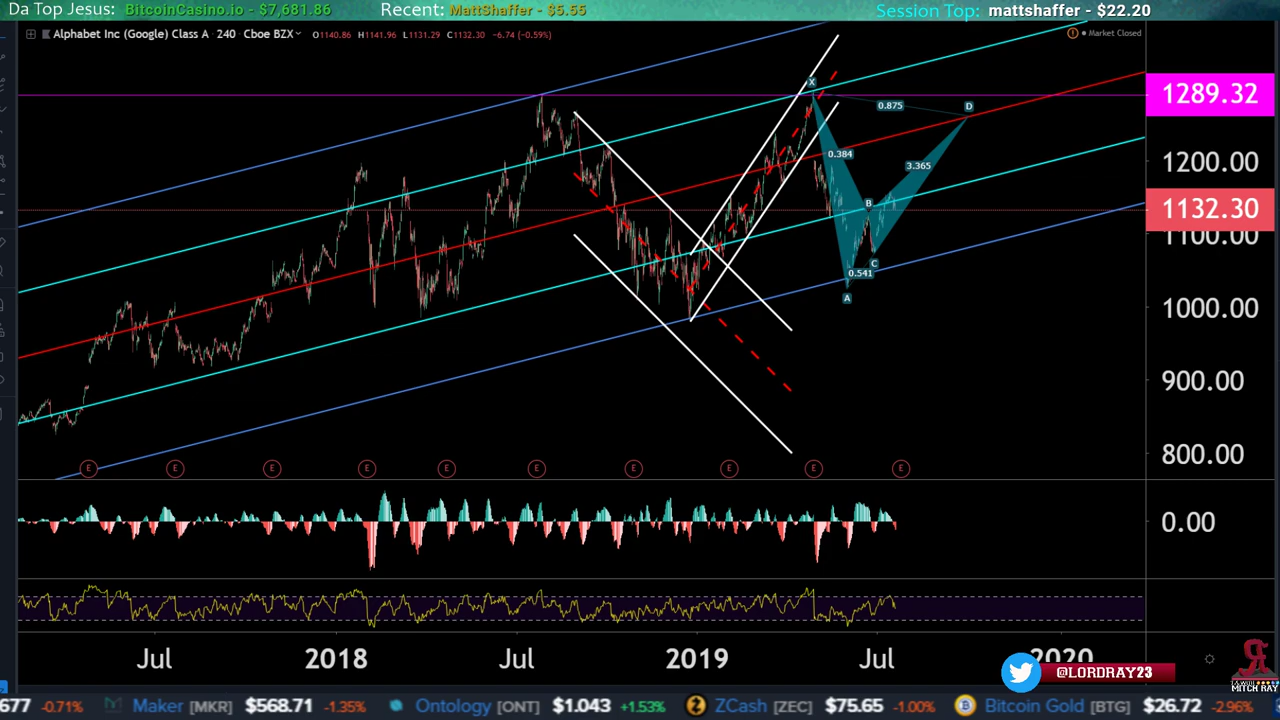 Da Top Jesus: BitcoinCasino.io - $7,681.86 Recent: MattShaffer - $5.55 Session Top: mattshaffer - $22.20
Alphabet Inc (Google) Class A · 240 · Cboe BZX O1140.86 H1141.96 L1131.29 C1132.30 −6.74 (−0.59%) Market Closed
X
1289.32
0.875 D
0.384 1200.00
3.365
B 1132.30
1100.00
C
0.541
A
1000.00
900.00
800.00
E E E E E E E E E E
0.00
Jul 2018 Jul 2019 Jul 2020
@LORDRAY23
MITCH RAY
677 -0.71% Maker [MKR] $568.71 -1.35% Ontology [ONT] $1.043 +1.53% ZCash [ZEC] $75.65 -1.00% Bitcoin Gold [BTG] $26.72 -2.96%